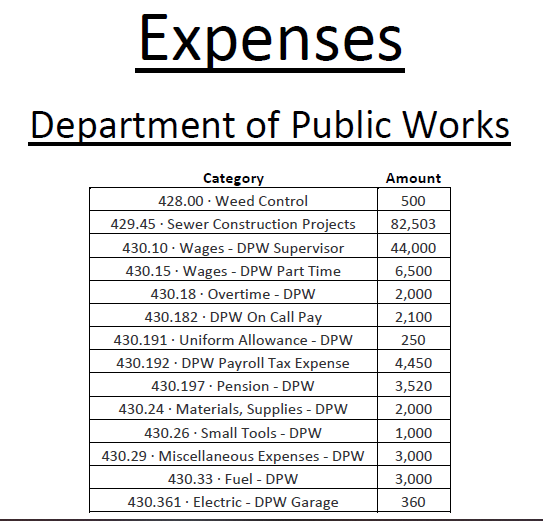 Expenses
Department of Public Works
Category Amount
428.00 · Weed Control 500
429.45 · Sewer Construction Projects 82,503
430.10 · Wages - DPW Supervisor 44,000
430.15 · Wages - DPW Part Time 6,500
430.18 · Overtime - DPW 2,000
430.182 · DPW On Call Pay 2,100
430.191 · Uniform Allowance - DPW 250
430.192 · DPW Payroll Tax Expense 4,450
430.197 · Pension - DPW 3,520
430.24 · Materials, Supplies - DPW 2,000
430.26 · Small Tools - DPW 1,000
430.29 · Miscellaneous Expenses - DPW 3,000
430.33 · Fuel - DPW 3,000
430.361 · Electric - DPW Garage 360